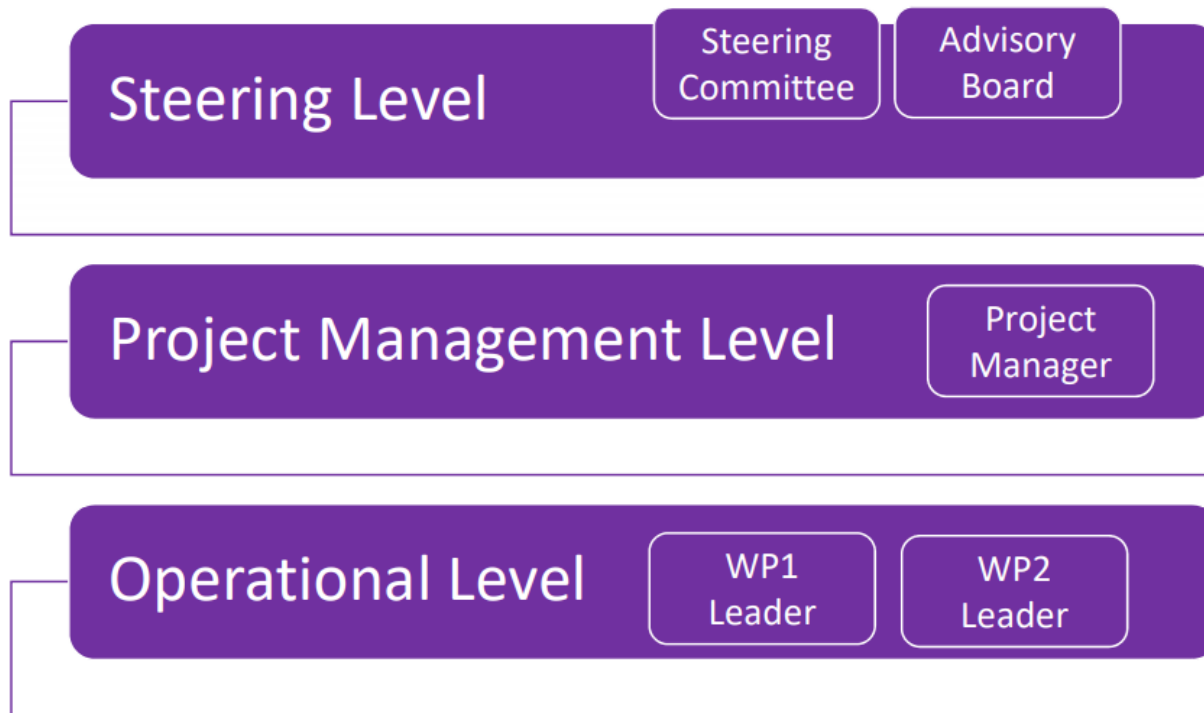 Steering Level
Steering
Committee
Advisory
Board
Project Management Level
Project
Manager
Operational Level
WP1
Leader
WP2
Leader